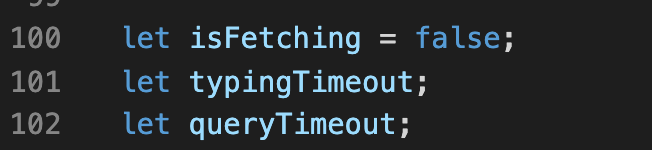 100 let isFetching = false;
101 let typingTimeout;
102 let queryTimeout;